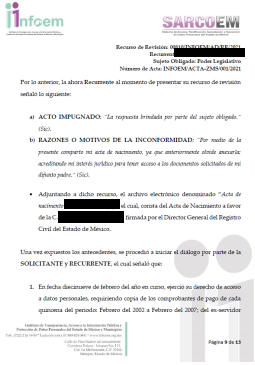 infoem
SARCOEM
Recurso de Revisión: 00010/INFOEM/AD/RR/2021
Recurrente:
Sujeto Obligado: Poder Legislativo
Número de Acta: INFOEM/ACTA-ZMS/001/2021
Por lo anterior, la ahora Recurrente al momento de presentar su recurso de revisión
señaló lo siguiente:
a) ACTO IMPUGNADO: "La respuesta brindada por parte del sujeto obligado."
(Sic).
b) RAZONES O MOTIVOS DE LA INCONFORMIDAD: "Por medio de la
presente comparto mi acta de nacimiento, ya que anteriormente olvide anexarla;
acreditando mi interés jurídico para tener acceso a los documentos solicitados de mi
difunto padre." (Sic).
• Adjuntando a dicho recurso, el archivo electrónico denominado "Acta de
nacimiento el cual, consta del Acta de Nacimiento a favor
de la C. firmada por el Director General del Registro
Civil del Estado de México.
Una vez expuestos los antecedentes, se procedió a iniciar el diálogo por parte de la
SOLICITANTE y RECURRENTE, el cual señaló que:
1. En fecha diecinueve de febrero del año en curso, ejercio su derecho de acceso
a datos personales, requiriendo copia de los comprobantes de pago de cada
quincena del periodo: Febrero del 2002 a Febrero del 2007; del ex-servidor
Instituto de Transparencia, Acceso a la Información Pública y
Protección de Datos Personales del Estado de México y Municipios
Página 9 de 13